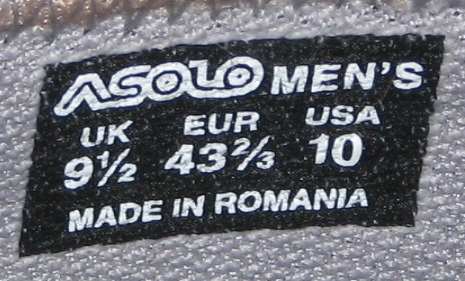 ASOLO MEN'S
UK EUR USA
9½ 43⅔ 10
MADE IN ROMANIA